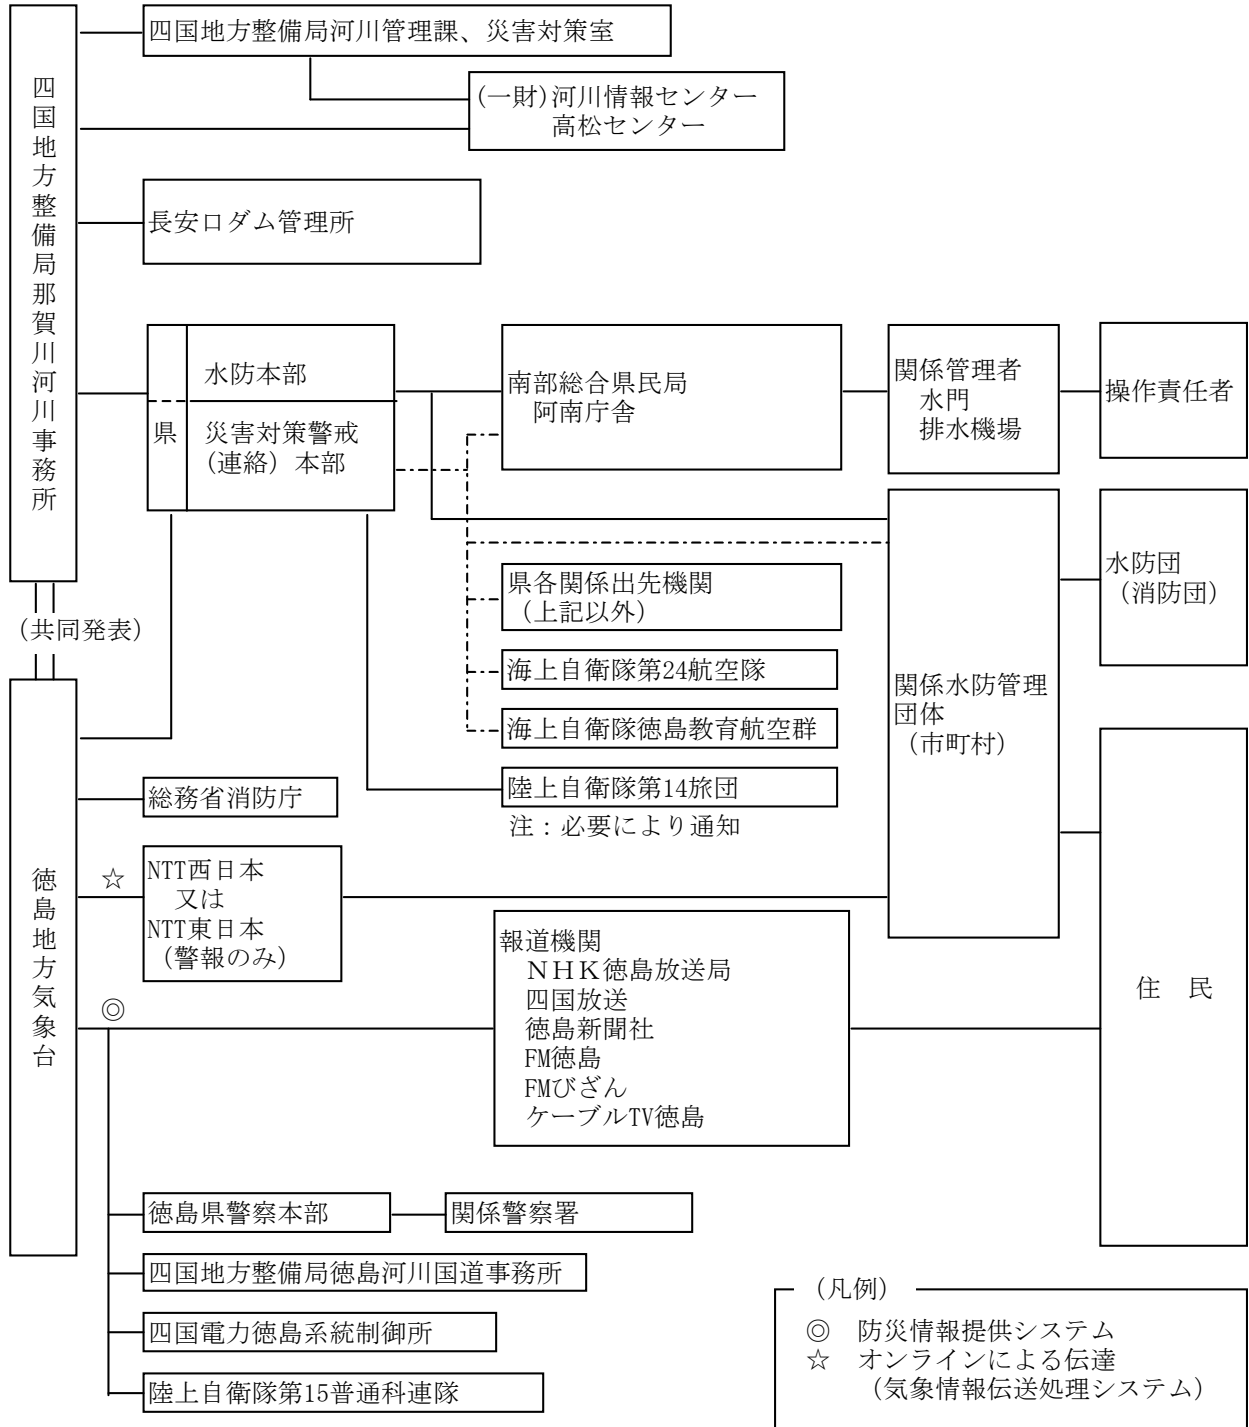 四国地方整備局那賀川河川事務所
四国地方整備局河川管理課、災害対策室
(一財)河川情報センター
高松センター
長安口ダム管理所
県
水防本部
災害対策警戒
(連絡) 本部
南部総合県民局
阿南庁舎
関係管理者
水門
排水機場
操作責任者
県各関係出先機関
(上記以外)
海上自衛隊第24航空隊
海上自衛隊徳島教育航空群
陸上自衛隊第14旅団
注：必要により通知
関係水防管理
団体
(市町村)
水防団
(消防団)
(共同発表)
徳島地方気象台
総務省消防庁
☆
NTT西日本
又は
NTT東日本
(警報のみ)
◎
報道機関
ＮＨＫ徳島放送局
四国放送
徳島新聞社
FM徳島
FMびざん
ケーブルTV徳島
住　民
徳島県警察本部
関係警察署
四国地方整備局徳島河川国道事務所
四国電力徳島系統制御所
陸上自衛隊第15普通科連隊
(凡例)
◎　防災情報提供システム
☆　オンラインによる伝達
(気象情報伝送処理システム)